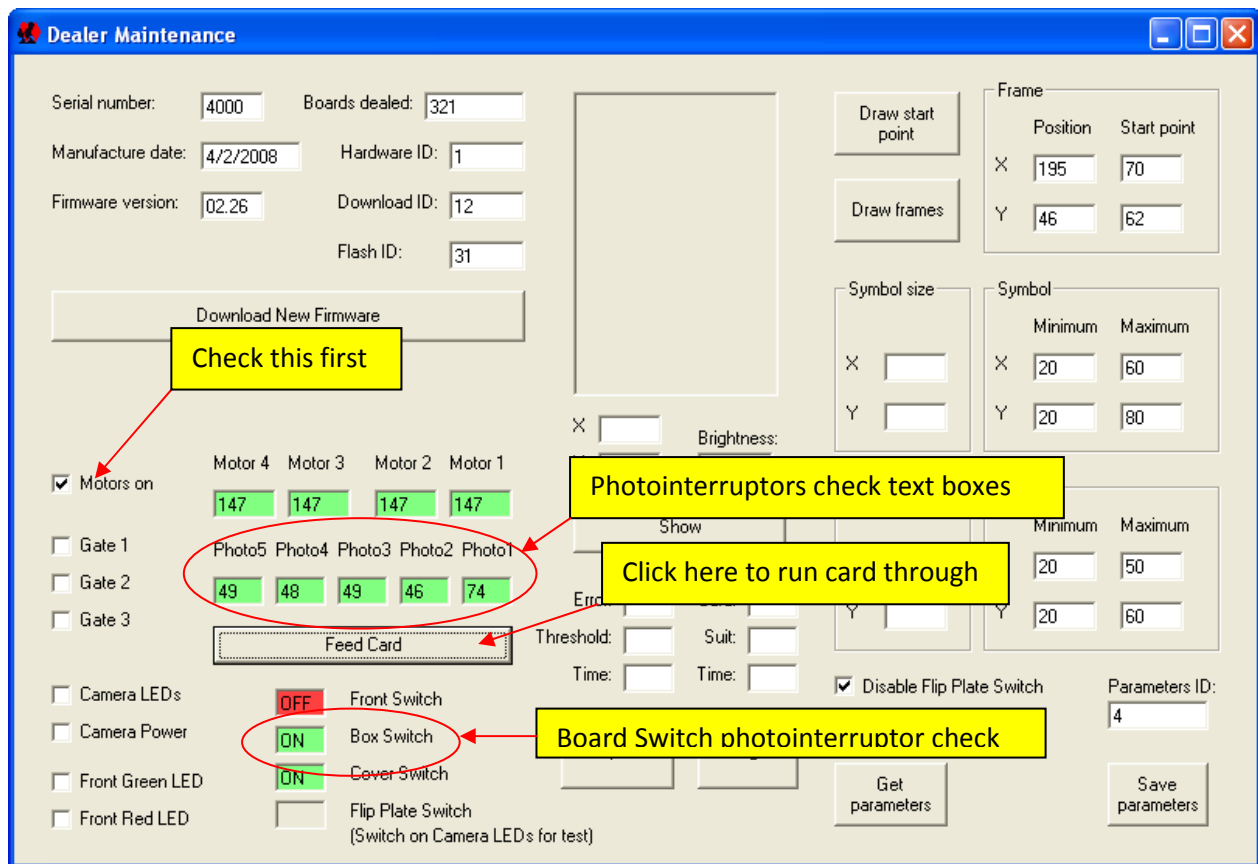 Dealer Maintenance
Serial number: 4000 Boards dealed: 321
Manufacture date: 4/2/2008 Hardware ID: 1
Firmware version: 02.26 Download ID: 12
Flash ID: 31
Download New Firmware
Check this first
Motors on
Motor 4 Motor 3 Motor 2 Motor 1
147 147 147 147
Gate 1
Gate 2
Gate 3
Photo5 Photo4 Photo3 Photo2 Photo1
49 48 49 46 74
Feed Card
Camera LEDs
Camera Power
Front Green LED
Front Red LED
OFF Front Switch
ON Box Switch
ON Cover Switch
Flip Plate Switch
(Switch on Camera LEDs for test)
X
Brightness:
Photointerruptors check text boxes
Show
Click here to run card through
Threshold: Suit:
Time: Time:
Board Switch photointerruptor check
Draw start
point
Draw frames
Frame
Position Start point
X 195 70
Y 46 62
Symbol size
X
Y
Symbol
Minimum Maximum
X 20 60
Y 20 80
Minimum Maximum
20 50
Y
Y 20 60
Disable Flip Plate Switch
Parameters ID:
4
Get
parameters
Save
parameters